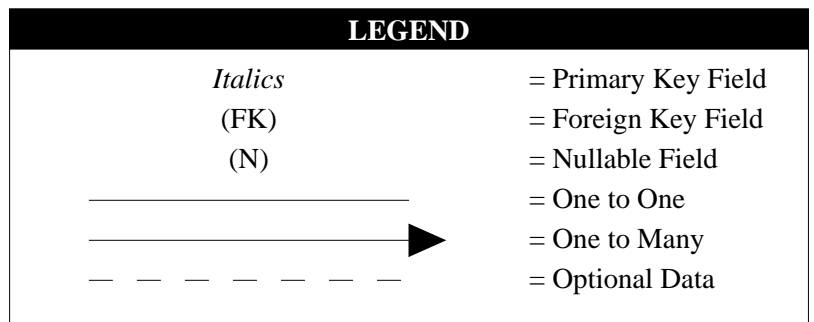 LEGEND
Italics = Primary Key Field
(FK) = Foreign Key Field
(N) = Nullable Field
= One to One
= One to Many
= Optional Data